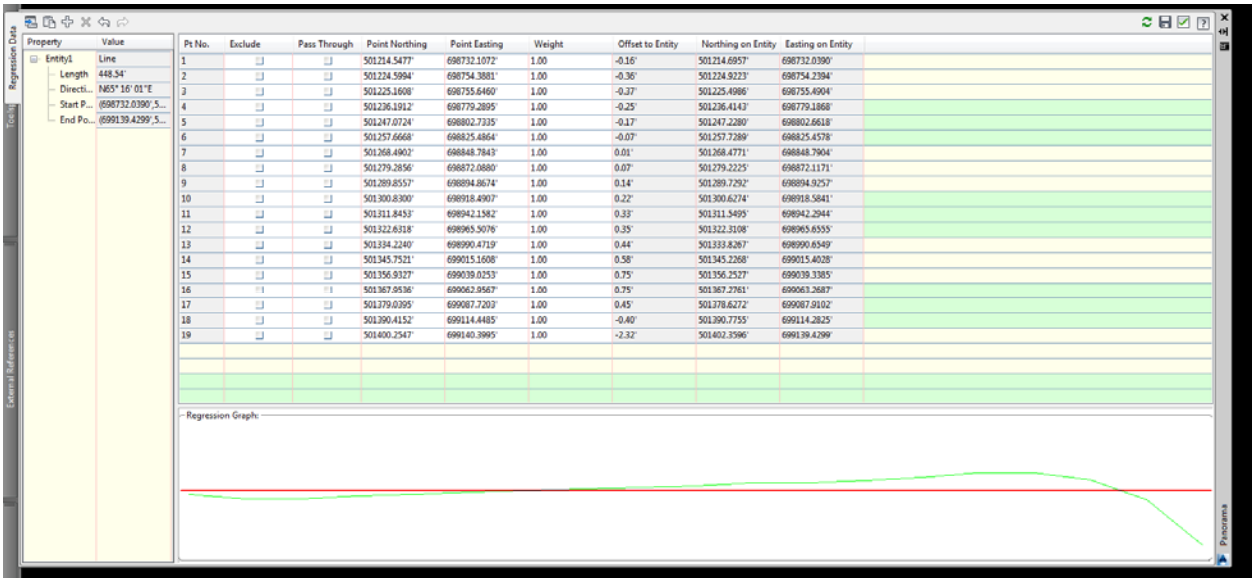 Regression Data
Toolspace
External References
Panorama
Property Value
Entity1 Line
Length 448.54'
Directi... N65° 16' 01"E
Start P... (698732.0390',5...
End Po... (699139.4299',5...
Pt No. Exclude Pass Through Point Northing Point Easting Weight Offset to Entity Northing on Entity Easting on Entity
1 501214.5477' 698732.1072' 1.00 -0.16' 501214.6957' 698732.0390'
2 501224.5994' 698754.3881' 1.00 -0.36' 501224.9223' 698754.2394'
3 501225.1608' 698755.6460' 1.00 -0.37' 501225.4986' 698755.4904'
4 501236.1912' 698779.2895' 1.00 -0.25' 501236.4143' 698779.1868'
5 501247.0724' 698802.7335' 1.00 -0.17' 501247.2280' 698802.6618'
6 501257.6668' 698825.4864' 1.00 -0.07' 501257.7289' 698825.4578'
7 501268.4902' 698848.7843' 1.00 0.01' 501268.4771' 698848.7904'
8 501279.2856' 698872.0880' 1.00 0.07' 501279.2225' 698872.1171'
9 501289.8557' 698894.8674' 1.00 0.14' 501289.7292' 698894.9257'
10 501300.8300' 698918.4907' 1.00 0.22' 501300.6274' 698918.5841'
11 501311.8453' 698942.1582' 1.00 0.33' 501311.5495' 698942.2944'
12 501322.6318' 698965.5076' 1.00 0.35' 501322.3108' 698965.6555'
13 501334.2240' 698990.4719' 1.00 0.44' 501333.8267' 698990.6549'
14 501345.7521' 699015.1608' 1.00 0.58' 501345.2268' 699015.4028'
15 501356.9327' 699039.0253' 1.00 0.75' 501356.2527' 699039.3385'
16 501367.9536' 699062.9567' 1.00 0.75' 501367.2761' 699063.2687'
17 501379.0395' 699087.7203' 1.00 0.45' 501378.6272' 699087.9102'
18 501390.4152' 699114.4485' 1.00 -0.40' 501390.7755' 699114.2825'
19 501400.2547' 699140.3995' 1.00 -2.32' 501402.3596' 699139.4299'
Regression Graph: